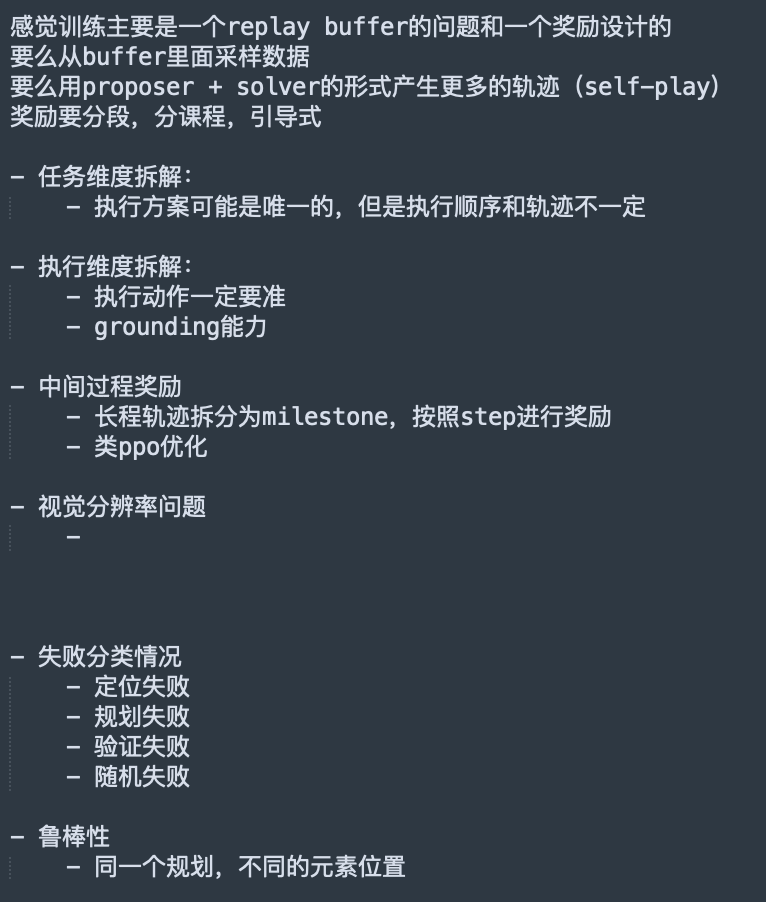 感觉训练主要是一个replay buffer的问题和一个奖励设计的
要么从buffer里面采样数据
要么用proposer + solver的形式产生更多的轨迹（self-play）
奖励要分段，分课程，引导式
- 任务维度拆解：
- 执行方案可能是唯一的，但是执行顺序和轨迹不一定
- 执行维度拆解：
- 执行动作一定要准
- grounding能力
- 中间过程奖励
- 长程轨迹拆分为milestone，按照step进行奖励
- 类ppo优化
- 视觉分辨率问题
-
- 失败分类情况
- 定位失败
- 规划失败
- 验证失败
- 随机失败
- 鲁棒性
- 同一个规划，不同的元素位置